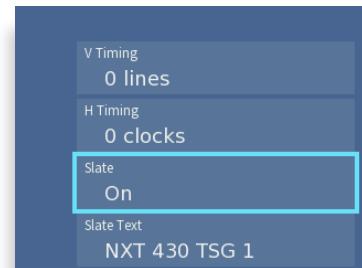 V Timing
0 lines
H Timing
0 clocks
Slate
On
Slate Text
NXT 430 TSG 1